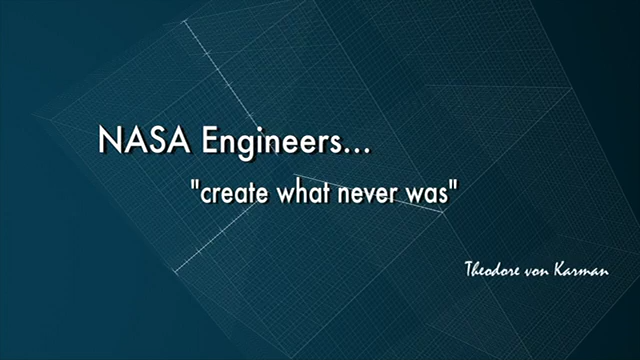 NASA Engineers...
"create what never was"
Theodore von Karman